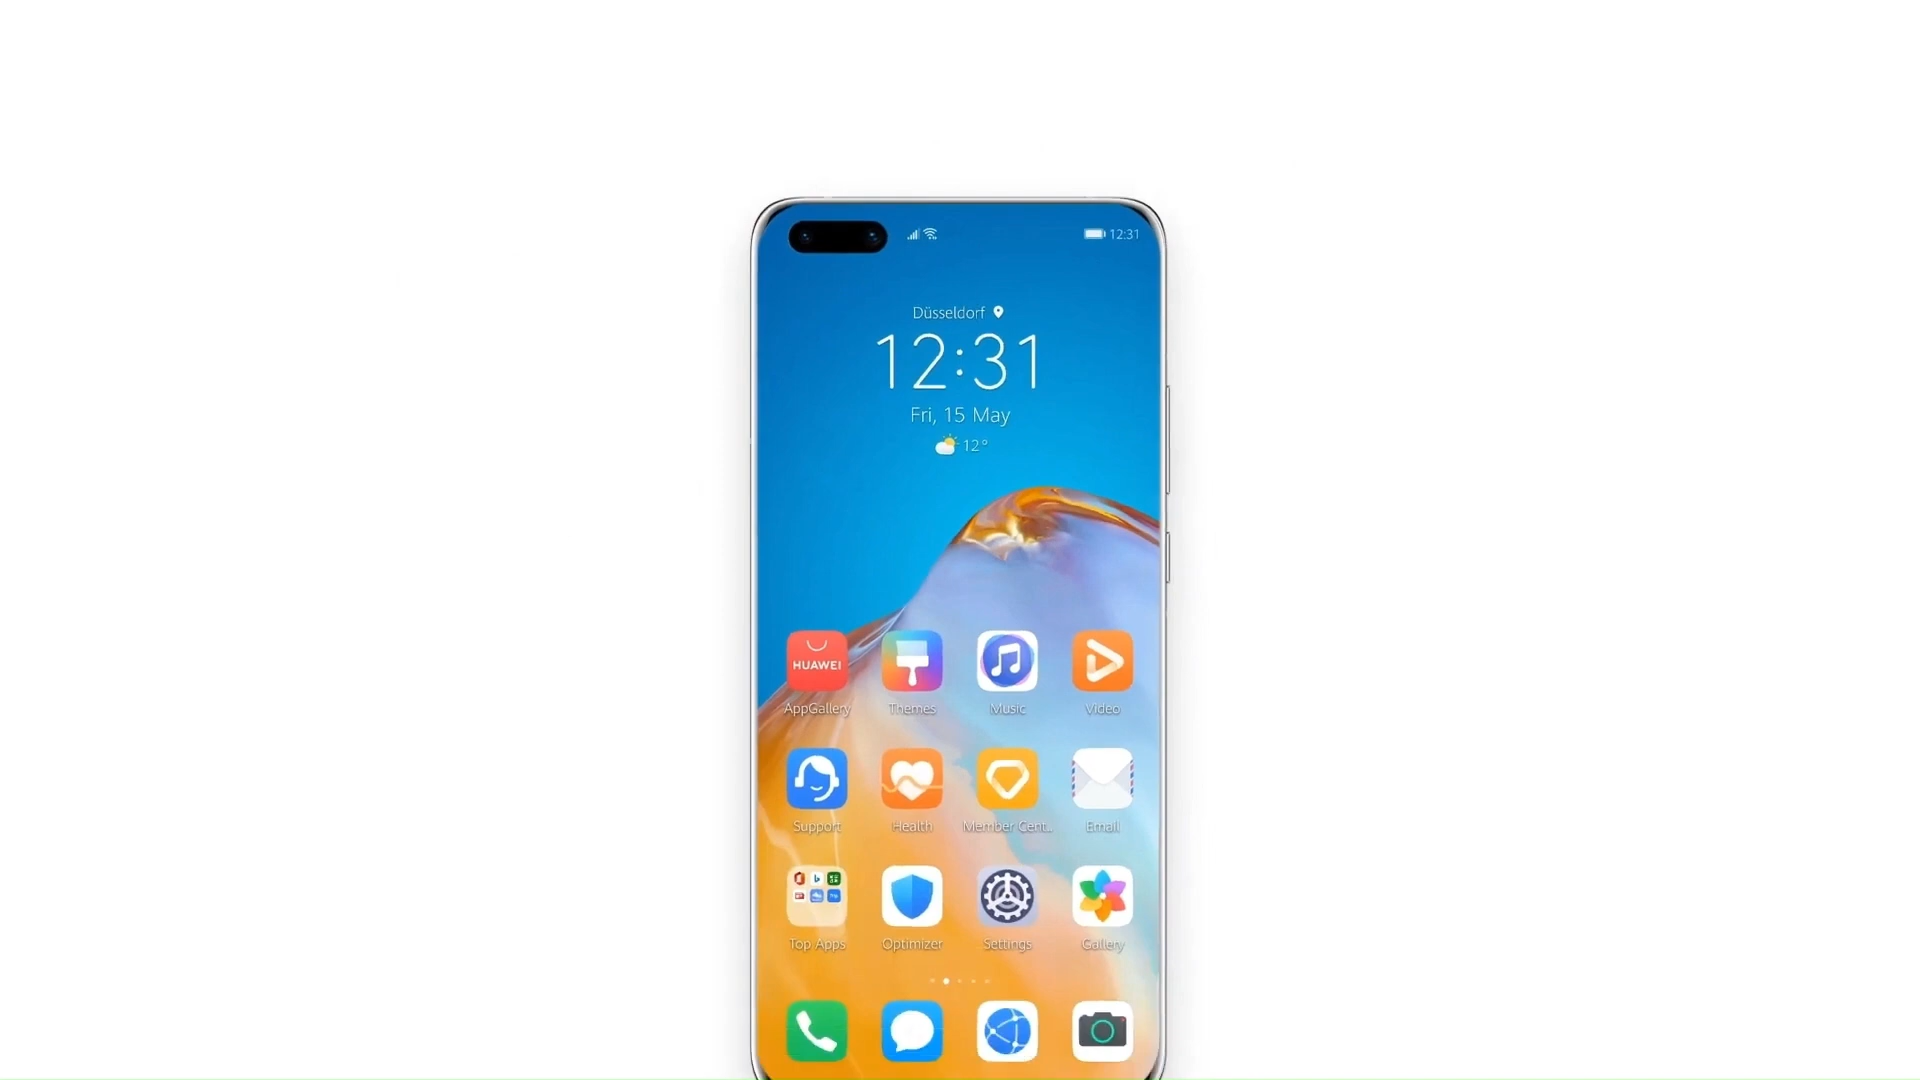 12:31
Düsseldorf
12:31
Fri, 15 May
12°
HUAWEI
AppGallery Themes Music Video
Support Health Member Cent... Email
Top Apps Optimizer Settings Gallery